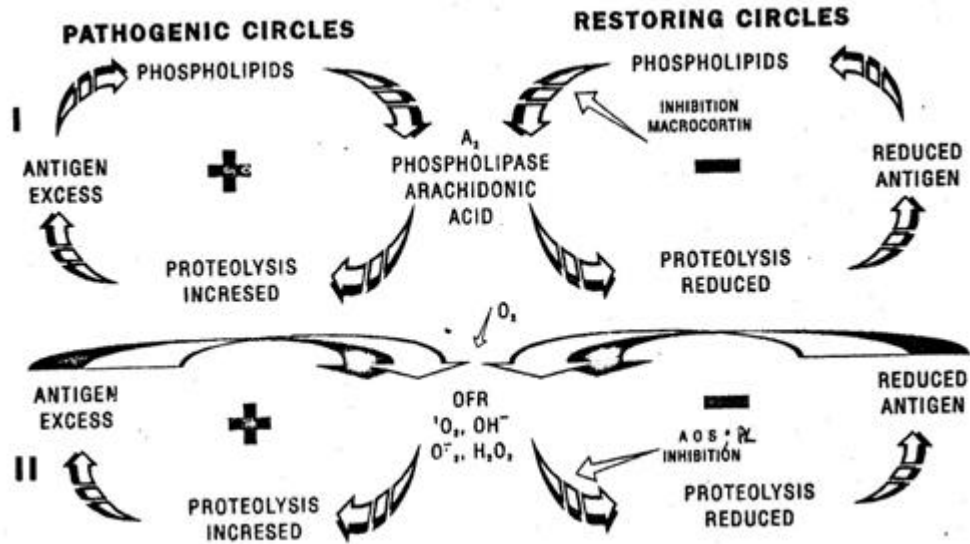 PATHOGENIC CIRCLES
RESTORING CIRCLES
PHOSPHOLIPIDS
PHOSPHOLIPIDS
I
INHIBITION
MACROCORTIN
ANTIGEN
EXCESS
A₂
PHOSPHOLIPASE
ARACHIDONIC
ACID
REDUCED
ANTIGEN
PROTEOLYSIS
INCRESED
PROTEOLYSIS
REDUCED
O₂
ANTIGEN
EXCESS
OFR
¹O₂, OH⁻
O⁻₂, H₂O₂
REDUCED
ANTIGEN
II
AOS
INHIBITION
PROTEOLYSIS
INCRESED
PROTEOLYSIS
REDUCED